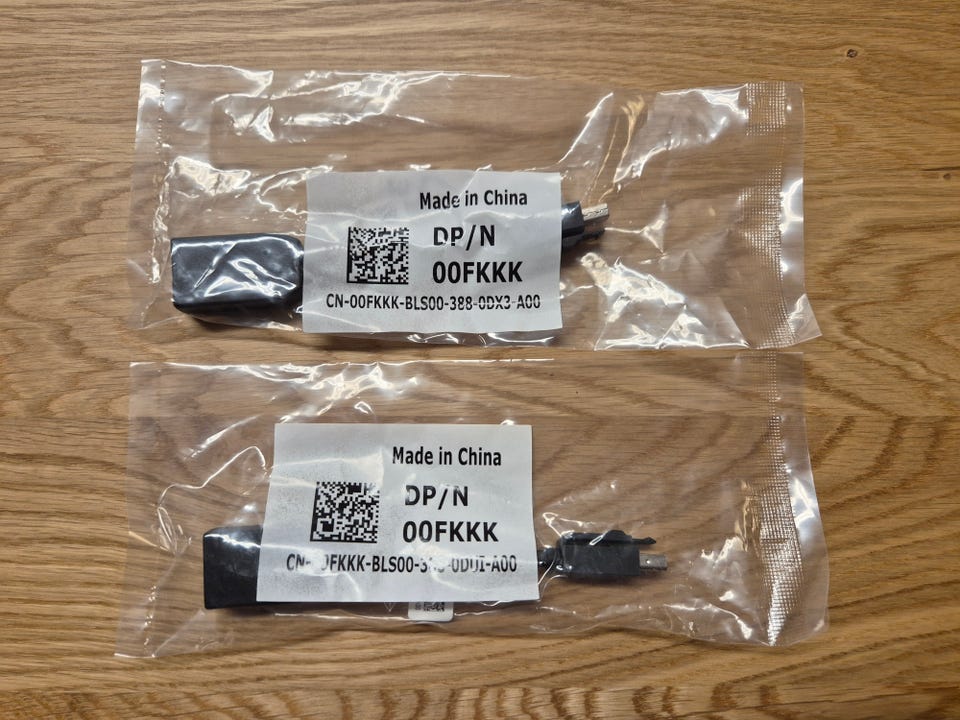 Made in China
DP/N
00FKKK
CN-00FKKK-BLS00-388-0DX3-A00
Made in China
DP/N
00FKKK